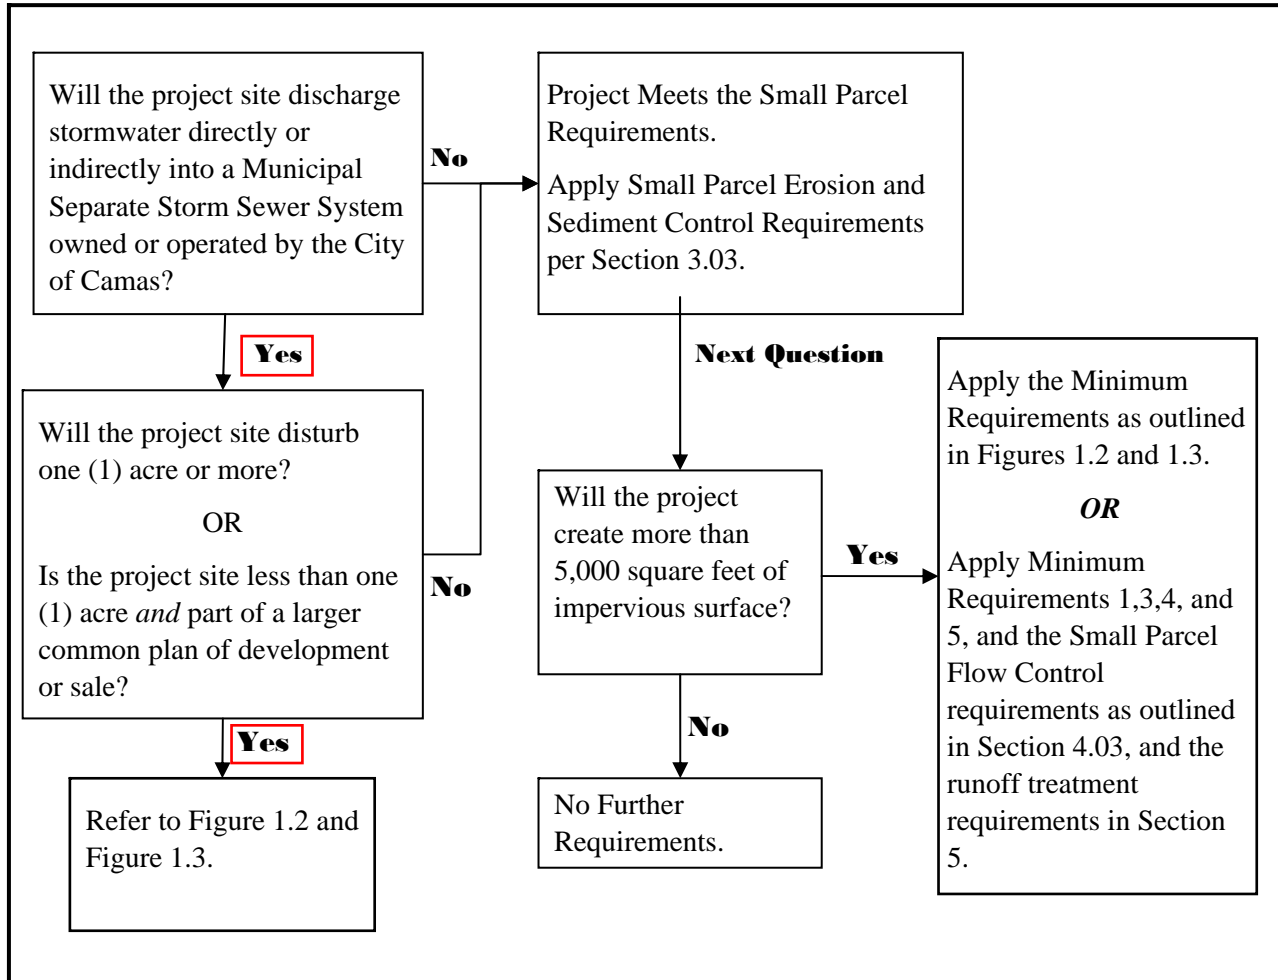 Will the project site discharge
stormwater directly or
indirectly into a Municipal
Separate Storm Sewer System
owned or operated by the City
of Camas?
No
Project Meets the Small Parcel
Requirements.
Apply Small Parcel Erosion and
Sediment Control Requirements
per Section 3.03.
Yes
Next Question
Will the project site disturb
one (1) acre or more?
OR
Is the project site less than one
(1) acre and part of a larger
common plan of development
or sale?
No
Will the project
create more than
5,000 square feet of
impervious surface?
Yes
Apply the Minimum
Requirements as outlined
in Figures 1.2 and 1.3.
OR
Apply Minimum
Requirements 1,3,4, and
5, and the Small Parcel
Flow Control
requirements as outlined
in Section 4.03, and the
runoff treatment
requirements in Section
5.
Yes
No
Refer to Figure 1.2 and
Figure 1.3.
No Further
Requirements.